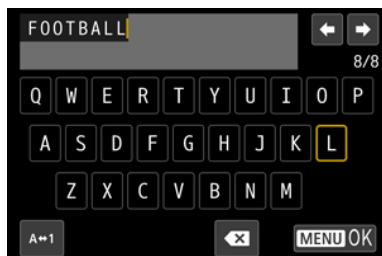 FOOTBALL
8/8
Q W E R T Y U I O P
A S D F G H J K L
Z X C V B N M
A↔1 MENU OK